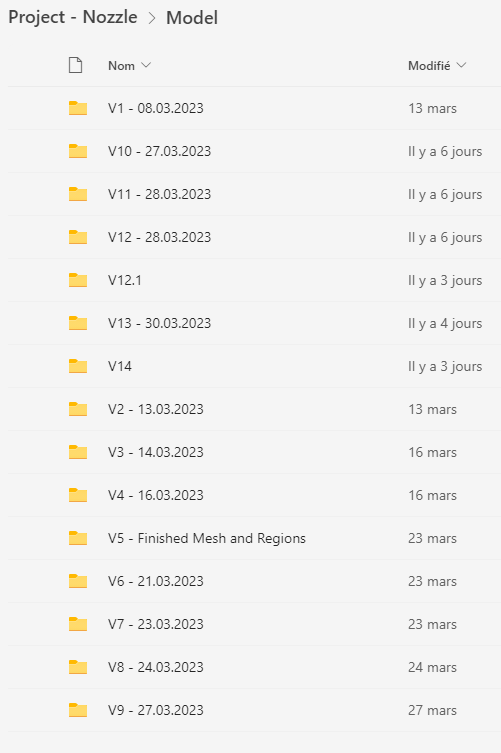 Project - Nozzle > Model
Nom Modifié
V1 - 08.03.2023 13 mars
V10 - 27.03.2023 Il y a 6 jours
V11 - 28.03.2023 Il y a 6 jours
V12 - 28.03.2023 Il y a 6 jours
V12.1 Il y a 3 jours
V13 - 30.03.2023 Il y a 4 jours
V14 Il y a 3 jours
V2 - 13.03.2023 13 mars
V3 - 14.03.2023 16 mars
V4 - 16.03.2023 16 mars
V5 - Finished Mesh and Regions 23 mars
V6 - 21.03.2023 23 mars
V7 - 23.03.2023 23 mars
V8 - 24.03.2023 24 mars
V9 - 27.03.2023 27 mars